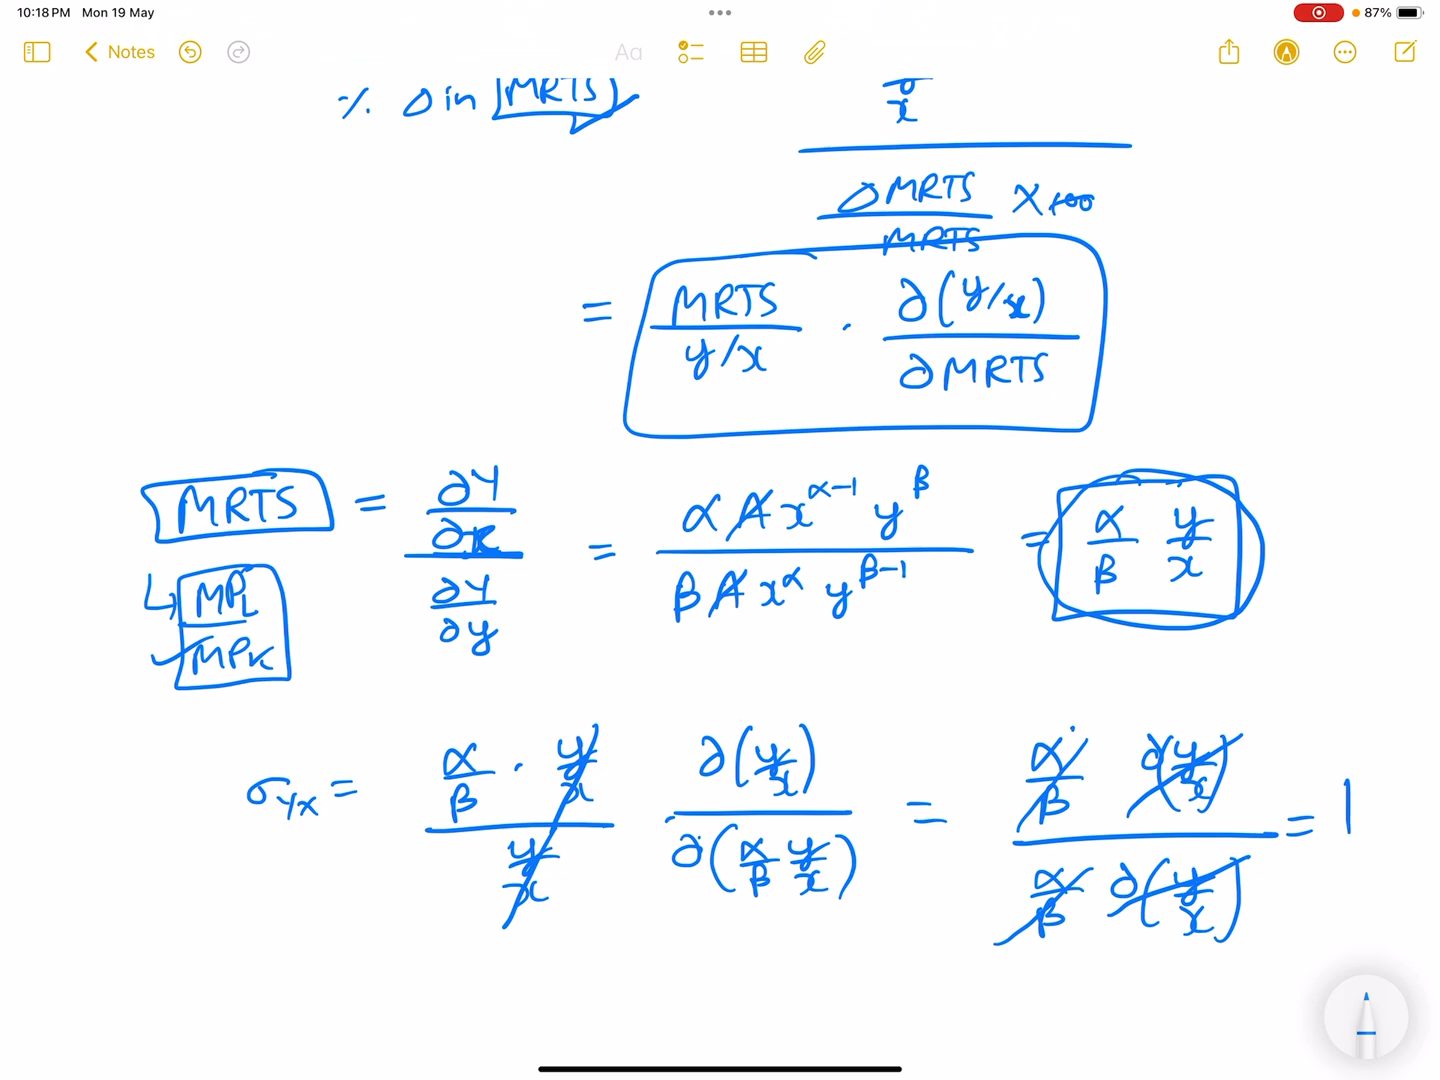 10:18 PM Mon 19 May 87%
Notes Aa
% Δ in MRTS
x
ΔMRTS × 100
MRTS
= MRTS / y/x · ∂(y/x) / ∂MRTS
MRTS = ∂Y/∂x / ∂Y/∂y = αAx^(α-1) y^β / βAx^α y^(β-1) = α/β y/x
↳ MPL
MPK
σyx = α/β · y/x / y/x · ∂(y/x) / ∂(α/β y/x) = α/β ∂(y/x) / α/β ∂(y/x) = 1